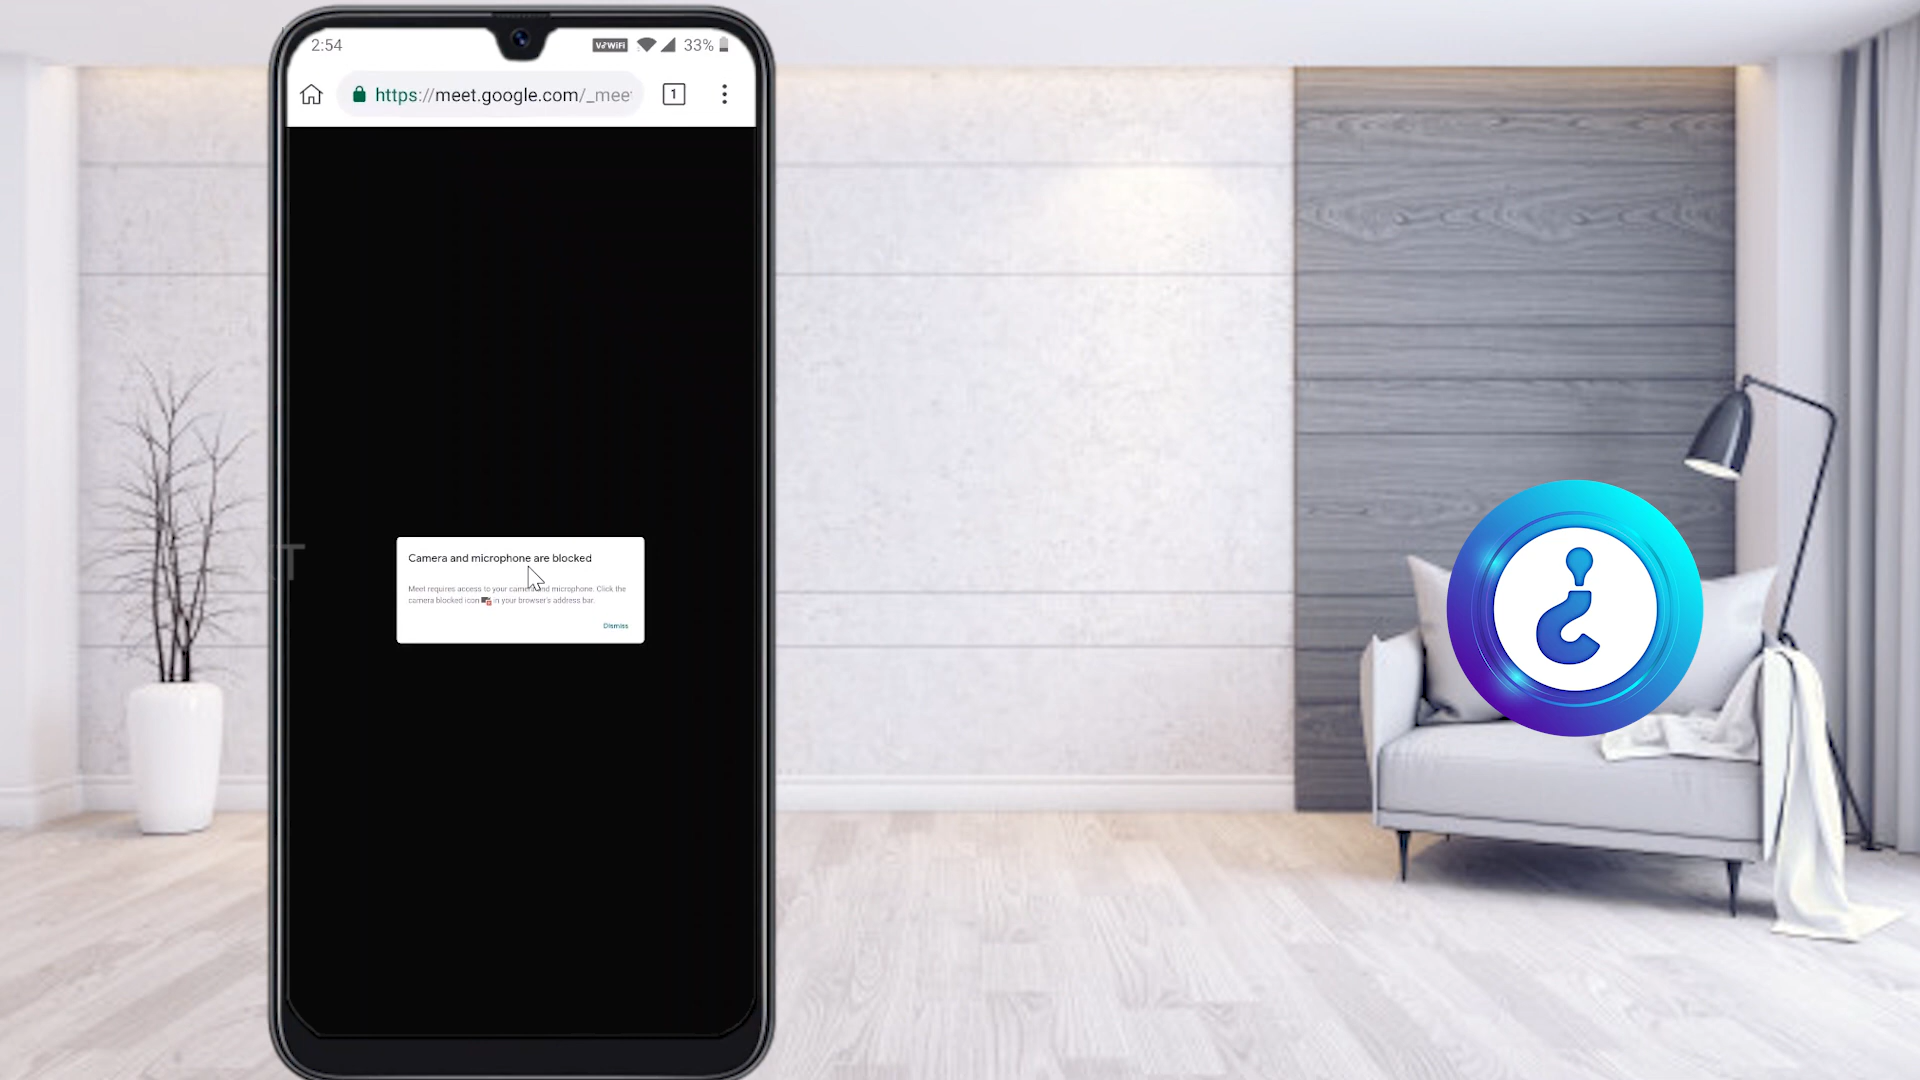 2:54
VoWiFi
33%
https://meet.google.com/_mee
1
Camera and microphone are blocked
Meet requires access to your camera and microphone. Click the
camera blocked icon in your browser's address bar.
Dismiss